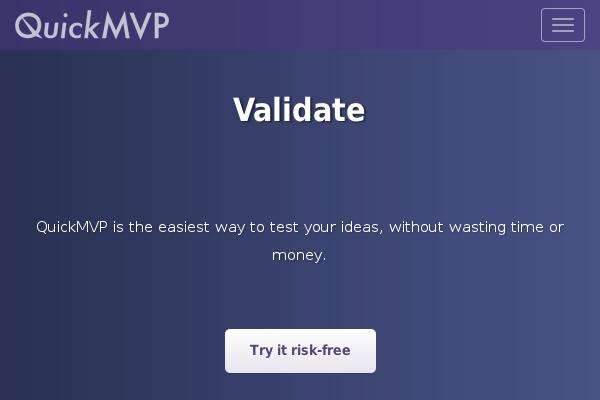 QuickMVP
Validate
QuickMVP is the easiest way to test your ideas, without wasting time or
money.
Try it risk-free